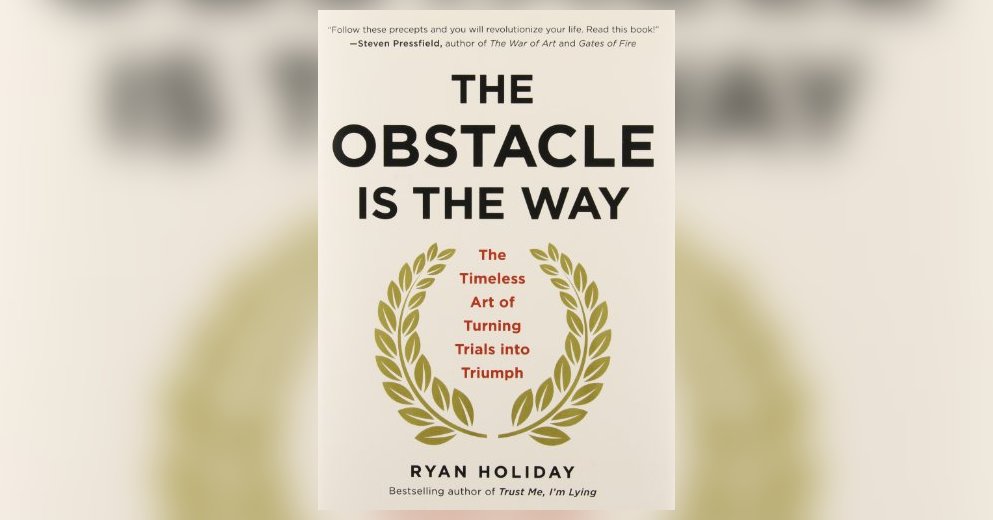 "Follow these precepts and you will revolutionize your life. Read this book!"
—Steven Pressfield, author of The War of Art and Gates of Fire
THE
OBSTACLE
IS THE WAY
The
Timeless
Art of
Turning
Trials into
Triumph
RYAN HOLIDAY
Bestselling author of Trust Me, I'm Lying